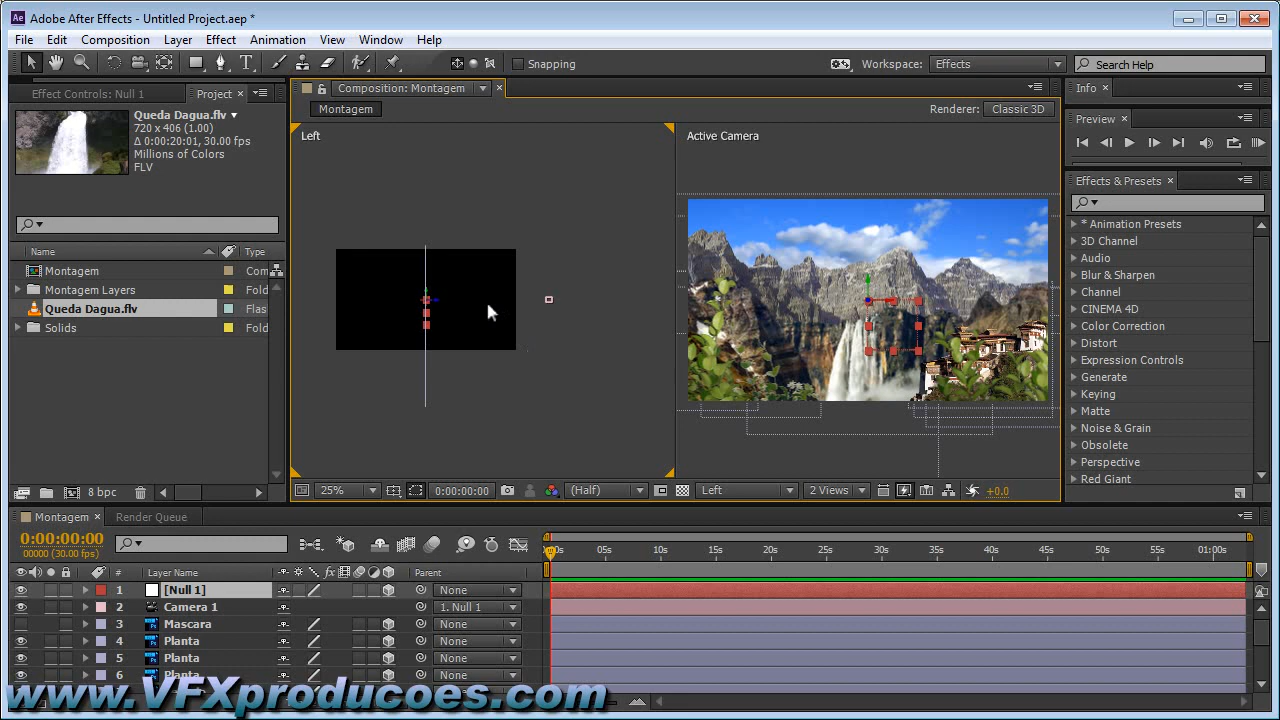 Adobe After Effects - Untitled Project.aep *
File Edit Composition Layer Effect Animation View Window Help
Snapping
Workspace: Effects
Search Help
Effect Controls: Null 1
Project
Queda Dagua.flv
720 x 406 (1.00)
Δ 0:00:20:01, 30.00 fps
Millions of Colors
FLV
Name Type
Montagem Com
Montagem Layers Fold
Queda Dagua.flv Flas
Solids Fold
8 bpc
Composition: Montagem
Montagem
Renderer: Classic 3D
Left
Active Camera
25% 0:00:00:00 (Half) Left 2 Views +0.0
Info
Preview
Effects & Presets
* Animation Presets
3D Channel
Audio
Blur & Sharpen
Channel
CINEMA 4D
Color Correction
Distort
Expression Controls
Generate
Keying
Matte
Noise & Grain
Obsolete
Perspective
Red Giant
Montagem Render Queue
0:00:00:00
00000 (30.00 fps)
05s 10s 15s 20s 25s 30s 35s 40s 45s 50s 55s 01:00s
# Layer Name Parent
1 [Null 1] None
2 Camera 1 1. Null 1
3 Mascara None
4 Planta None
5 Planta None
6 Planta None
www.VFXproducoes.com